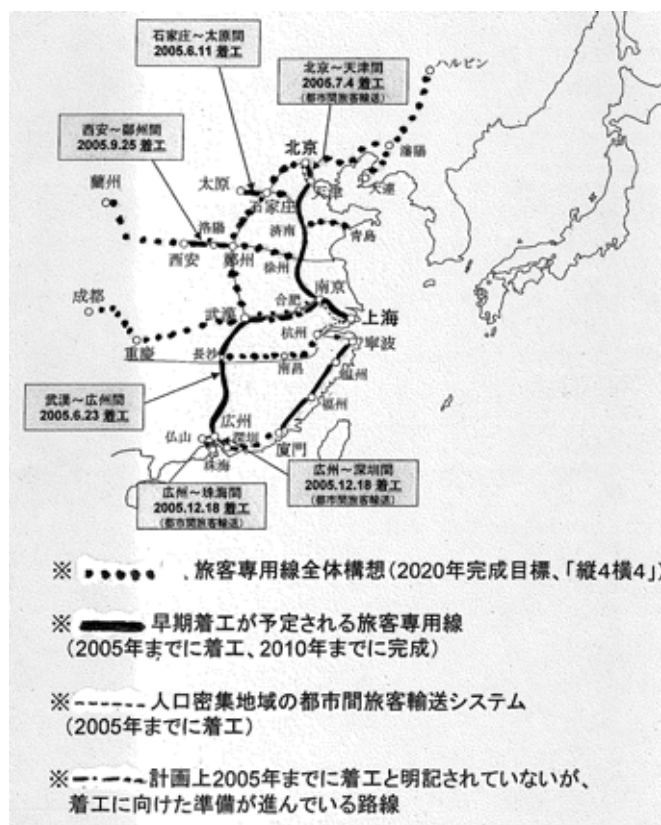 石家庄～太原間
2005.6.11 着工
北京～天津間
2005.7.4 着工
(都市間旅客輸送)
ハルビン
西安～鄭州間
2005.9.25 着工
北京
瀋陽
太原
天津
大連
蘭州
石家庄
洛陽
済南
青島
西安
鄭州
徐州
成都
合肥
南京
武漢
上海
杭州
重慶
寧波
長沙
南昌
温州
武漢～広州間
2005.6.23 着工
福州
広州
仏山
深圳
厦門
珠海
広州～珠海間
2005.12.18 着工
(都市間旅客輸送)
広州～深圳間
2005.12.18 着工
(都市間旅客輸送)
※ 旅客専用線全体構想(2020年完成目標、「縦4横4」)
※ 早期着工が予定される旅客専用線
(2005年までに着工、2010年までに完成)
※ 人口密集地域の都市間旅客輸送システム
(2005年までに着工)
※ 計画上2005年までに着工と明記されていないが、
着工に向けた準備が進んでいる路線